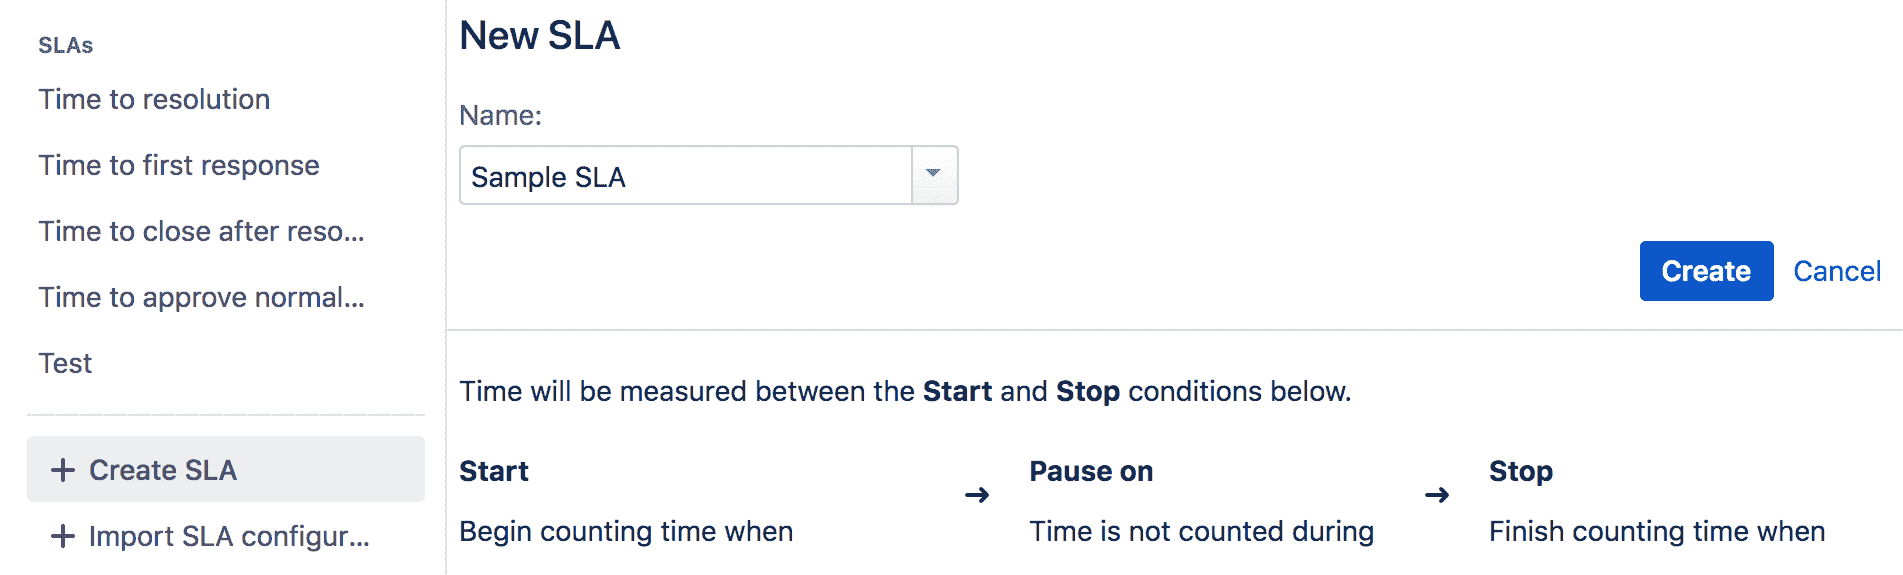 SLAs
Time to resolution
Time to first response
Time to close after reso...
Time to approve normal...
Test
+ Create SLA
+ Import SLA configur...
New SLA
Name:
Sample SLA
Create Cancel
Time will be measured between the Start and Stop conditions below.
Start → Pause on → Stop
Begin counting time when Time is not counted during Finish counting time when